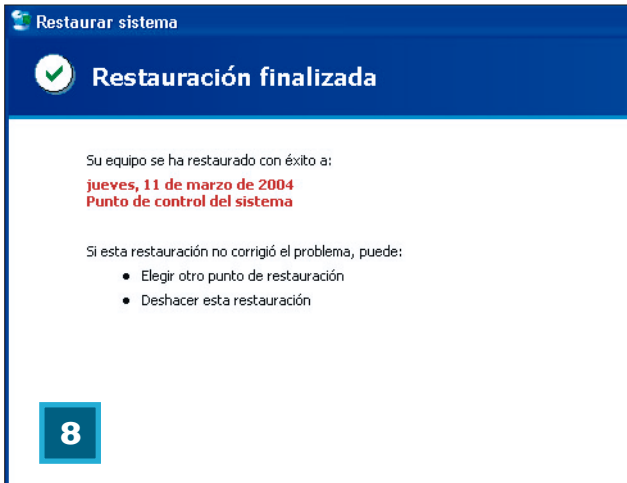 Restaurar sistema
Restauración finalizada
Su equipo se ha restaurado con éxito a:
jueves, 11 de marzo de 2004
Punto de control del sistema
Si esta restauración no corrigió el problema, puede:
• Elegir otro punto de restauración
• Deshacer esta restauración
8